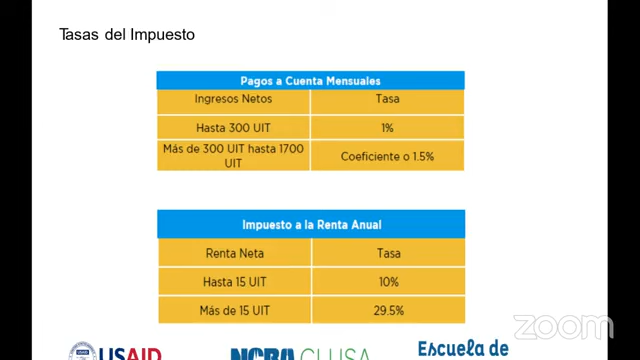 Tasas del Impuesto
Pagos a Cuenta Mensuales
Ingresos Netos Tasa
Hasta 300 UIT 1%
Más de 300 UIT hasta 1700 UIT Coeficiente o 1.5%
Impuesto a la Renta Anual
Renta Neta Tasa
Hasta 15 UIT 10%
Más de 15 UIT 29.5%
zoom
USAID NCBA CLUSA Escuela de